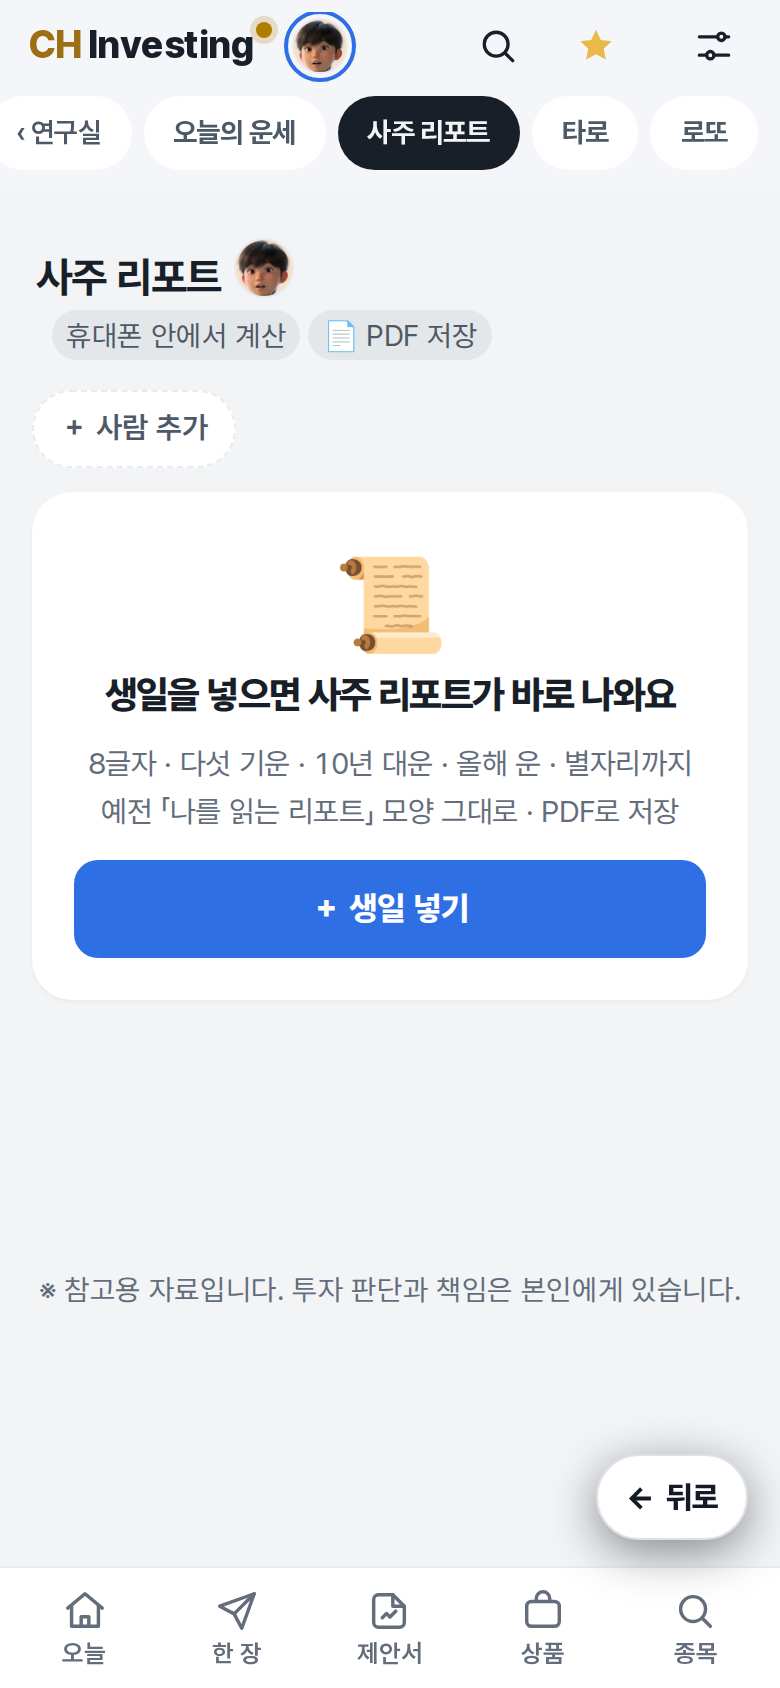 CH Investing
‹ 연구실 오늘의 운세 사주 리포트 타로 로또
사주 리포트
휴대폰 안에서 계산 PDF 저장
+ 사람 추가
생일을 넣으면 사주 리포트가 바로 나와요
8글자 · 다섯 기운 · 10년 대운 · 올해 운 · 별자리까지
예전 「나를 읽는 리포트」 모양 그대로 · PDF로 저장
+ 생일 넣기
※ 참고용 자료입니다. 투자 판단과 책임은 본인에게 있습니다.
← 뒤로
오늘 한 장 제안서 상품 종목